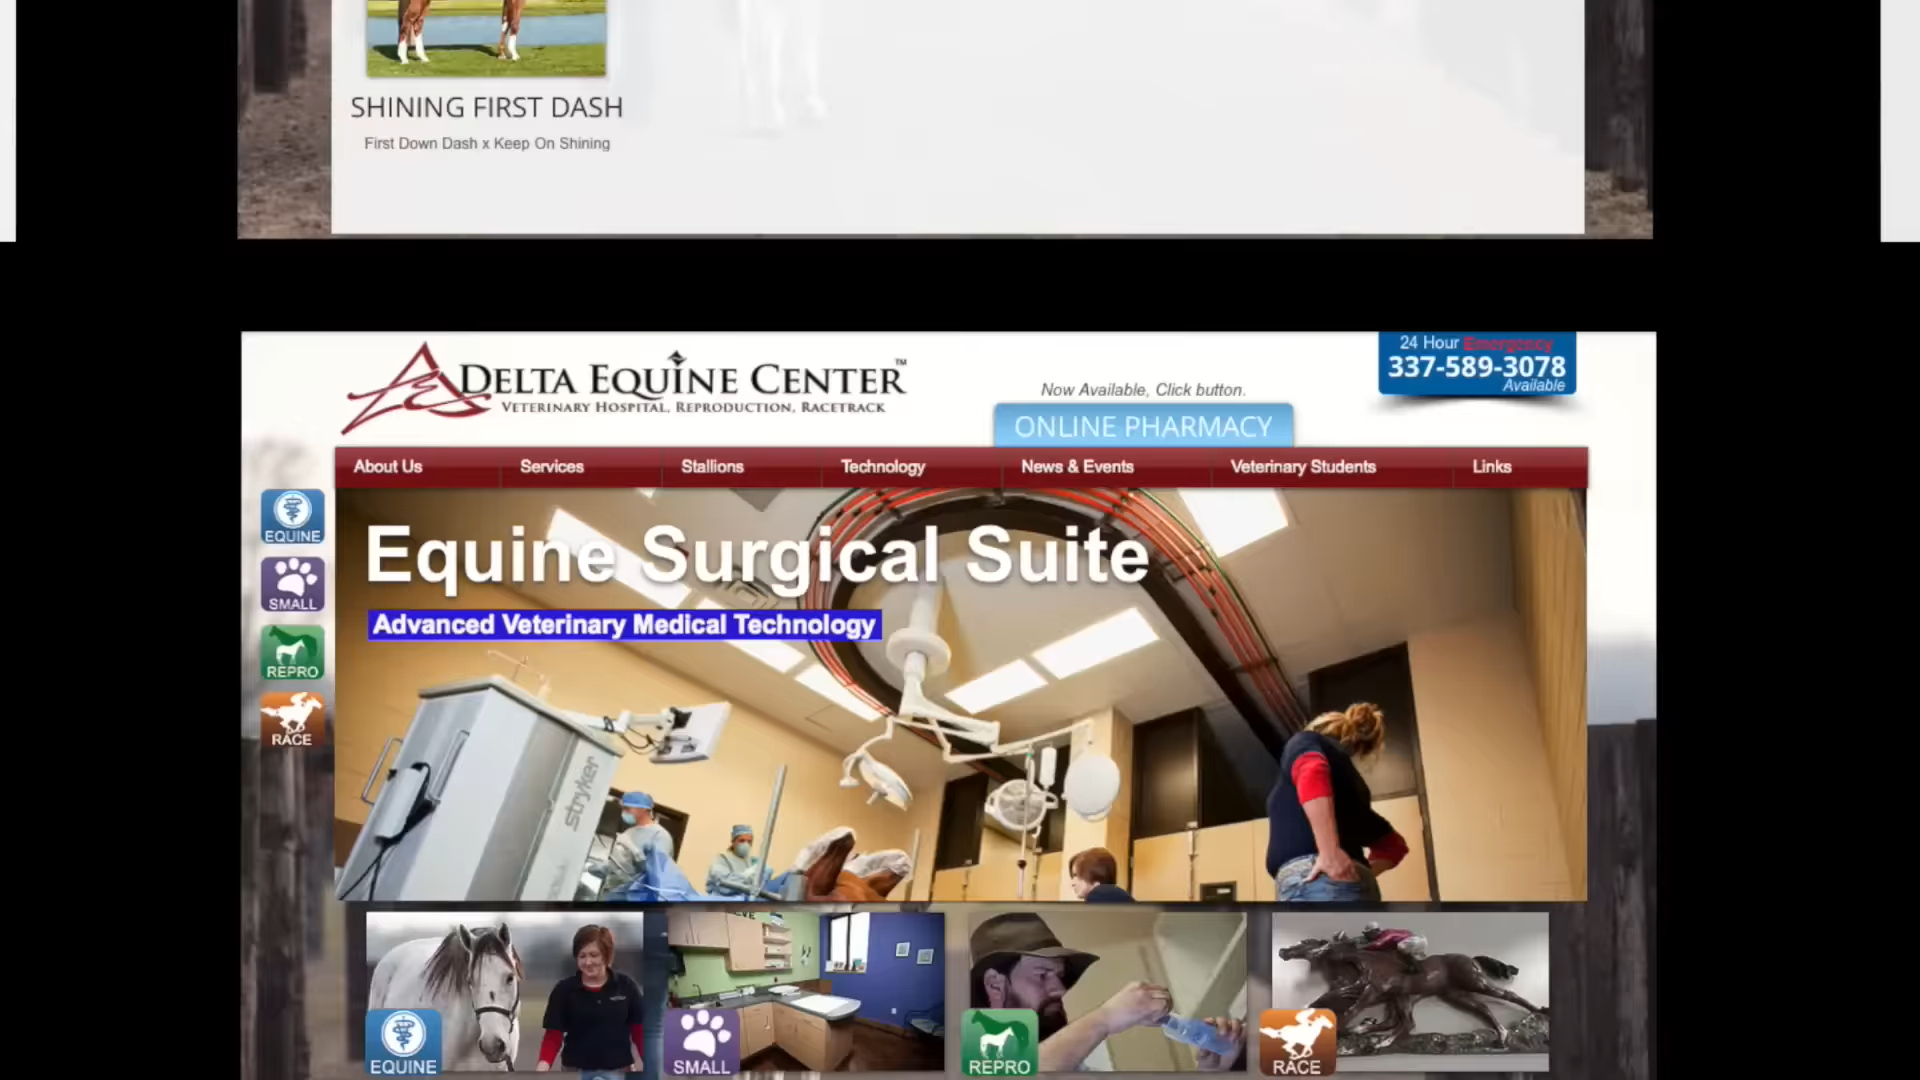 SHINING FIRST DASH
First Down Dash x Keep On Shining
24 Hour Emergency
337-589-3078
Available
DELTA EQUINE CENTER™
VETERINARY HOSPITAL, REPRODUCTION, RACETRACK
Now Available, Click button.
ONLINE PHARMACY
About Us Services Stallions Technology News & Events Veterinary Students Links
EQUINE
SMALL
REPRO
RACE
Equine Surgical Suite
Advanced Veterinary Medical Technology
stryker
EQUINE SMALL REPRO RACE